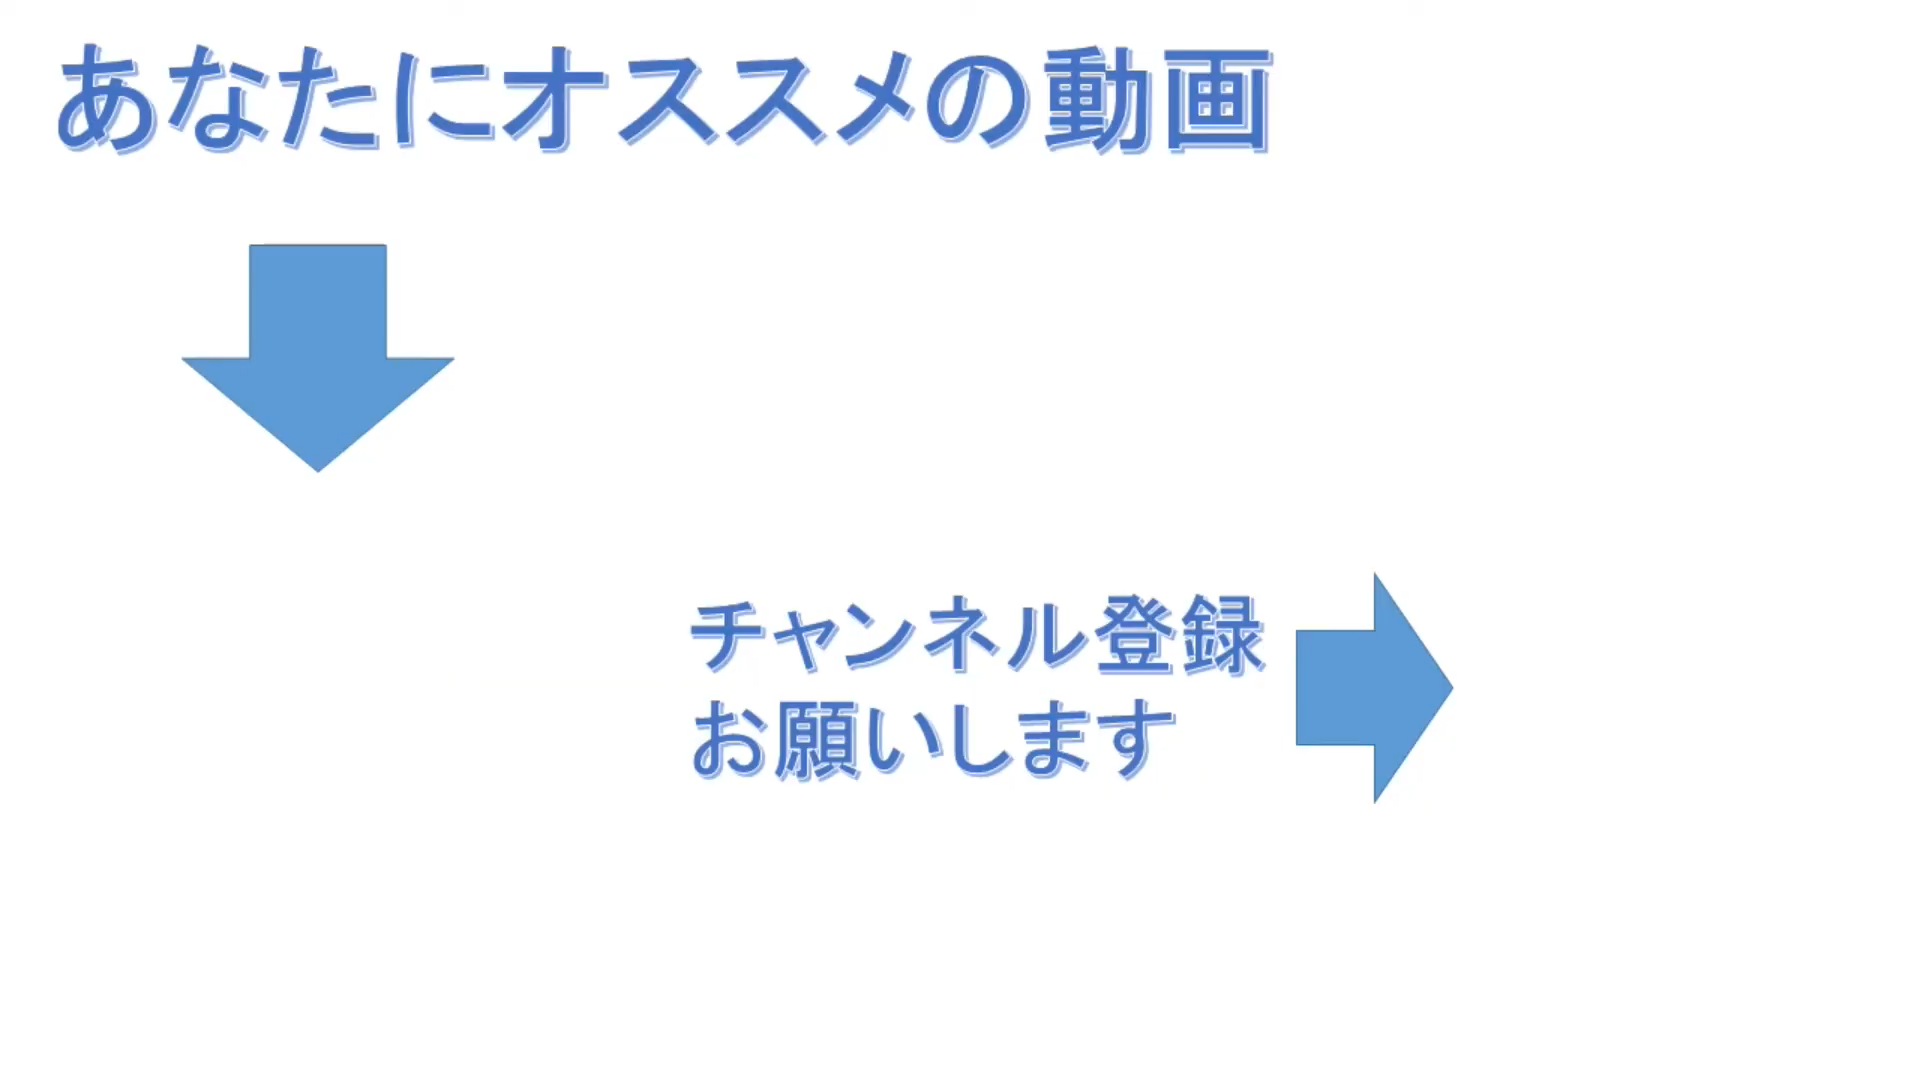 あなたにオススメの動画
チャンネル登録
お願いします